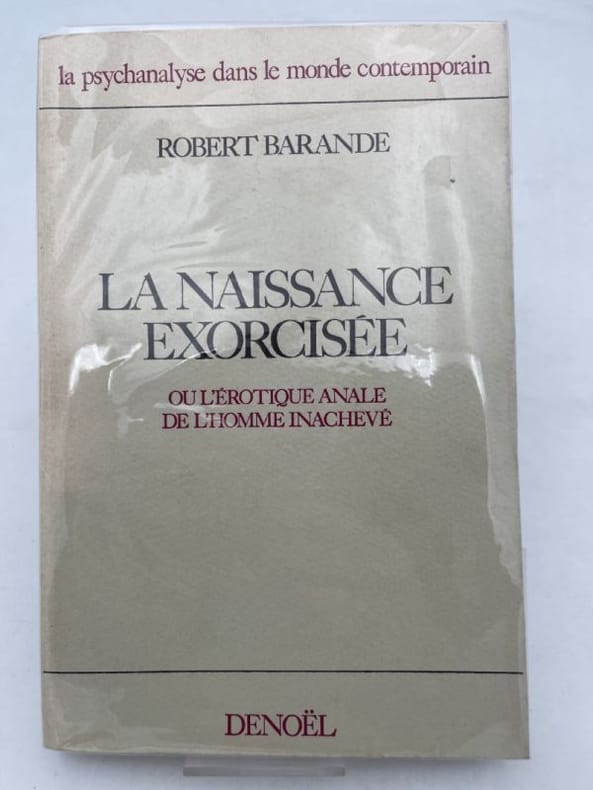 la psychanalyse dans le monde contemporain
ROBERT BARANDE
LA NAISSANCE
EXORCISÉE
OU L'ÉROTIQUE ANALE
DE L'HOMME INACHEVÉ
DENOËL